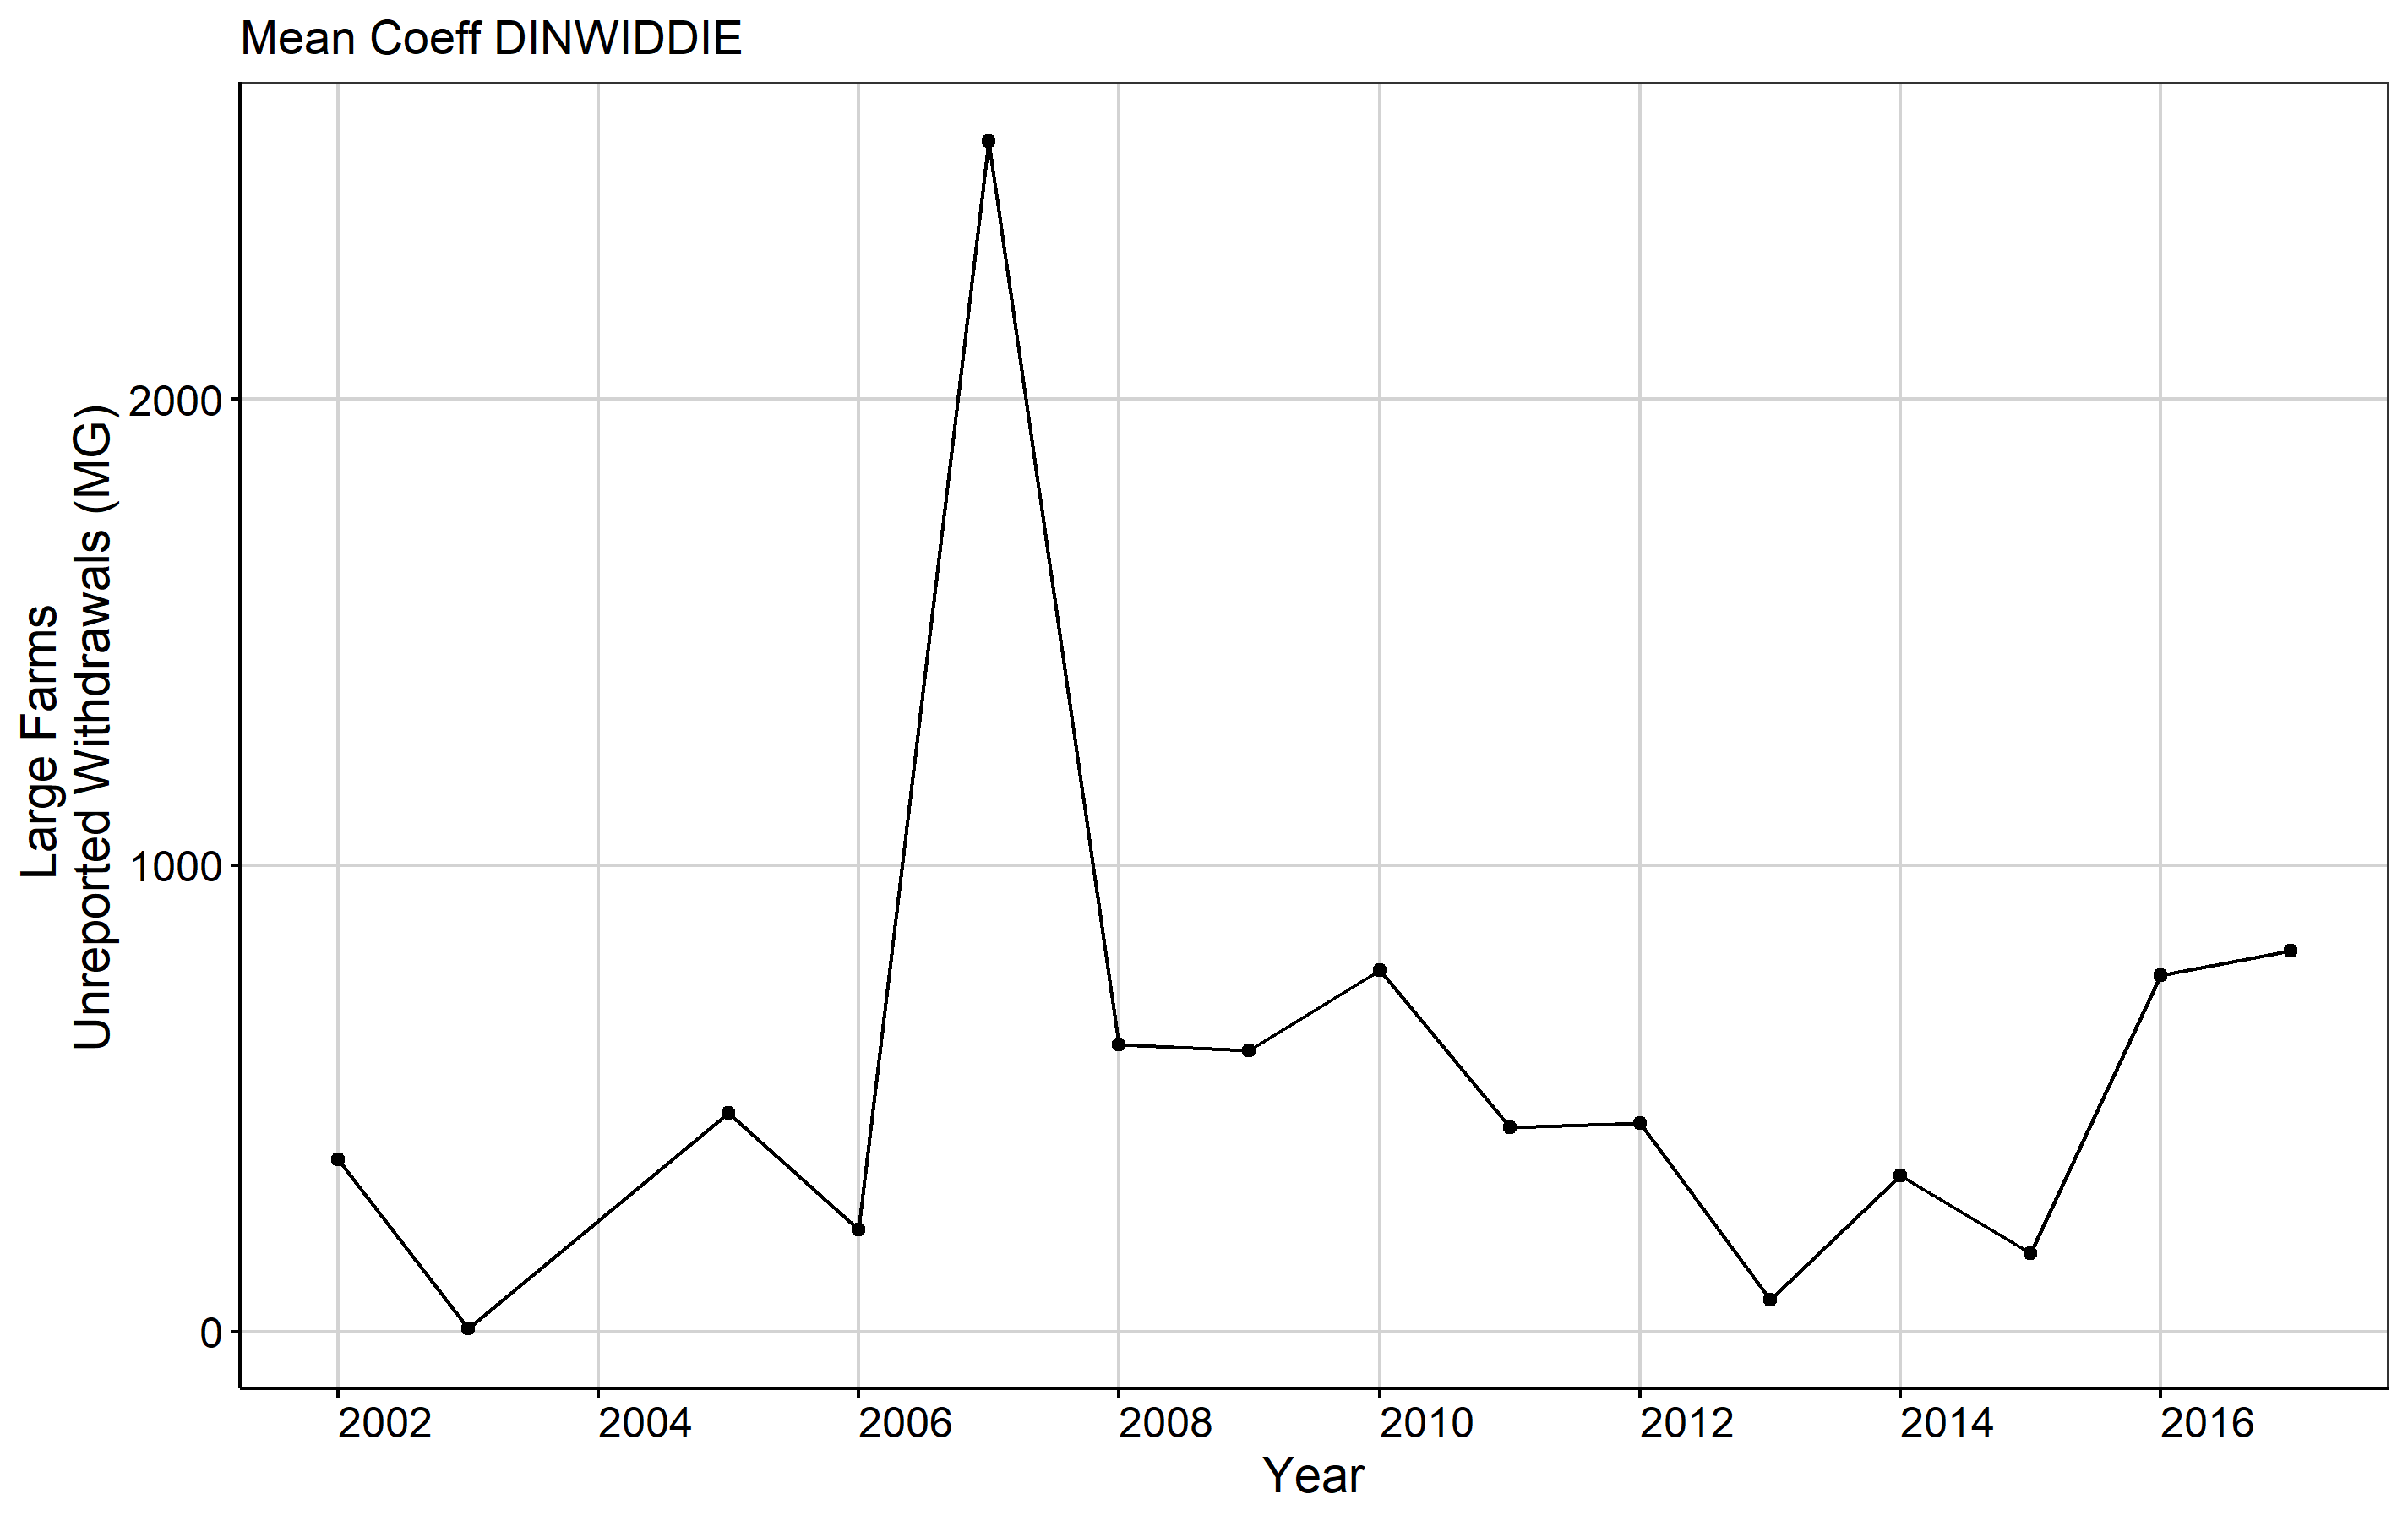 Mean Coeff DINWIDDIE
Large Farms
Unreported Withdrawals (MG)
2000
1000
0
2002 2004 2006 2008 2010 2012 2014 2016
Year